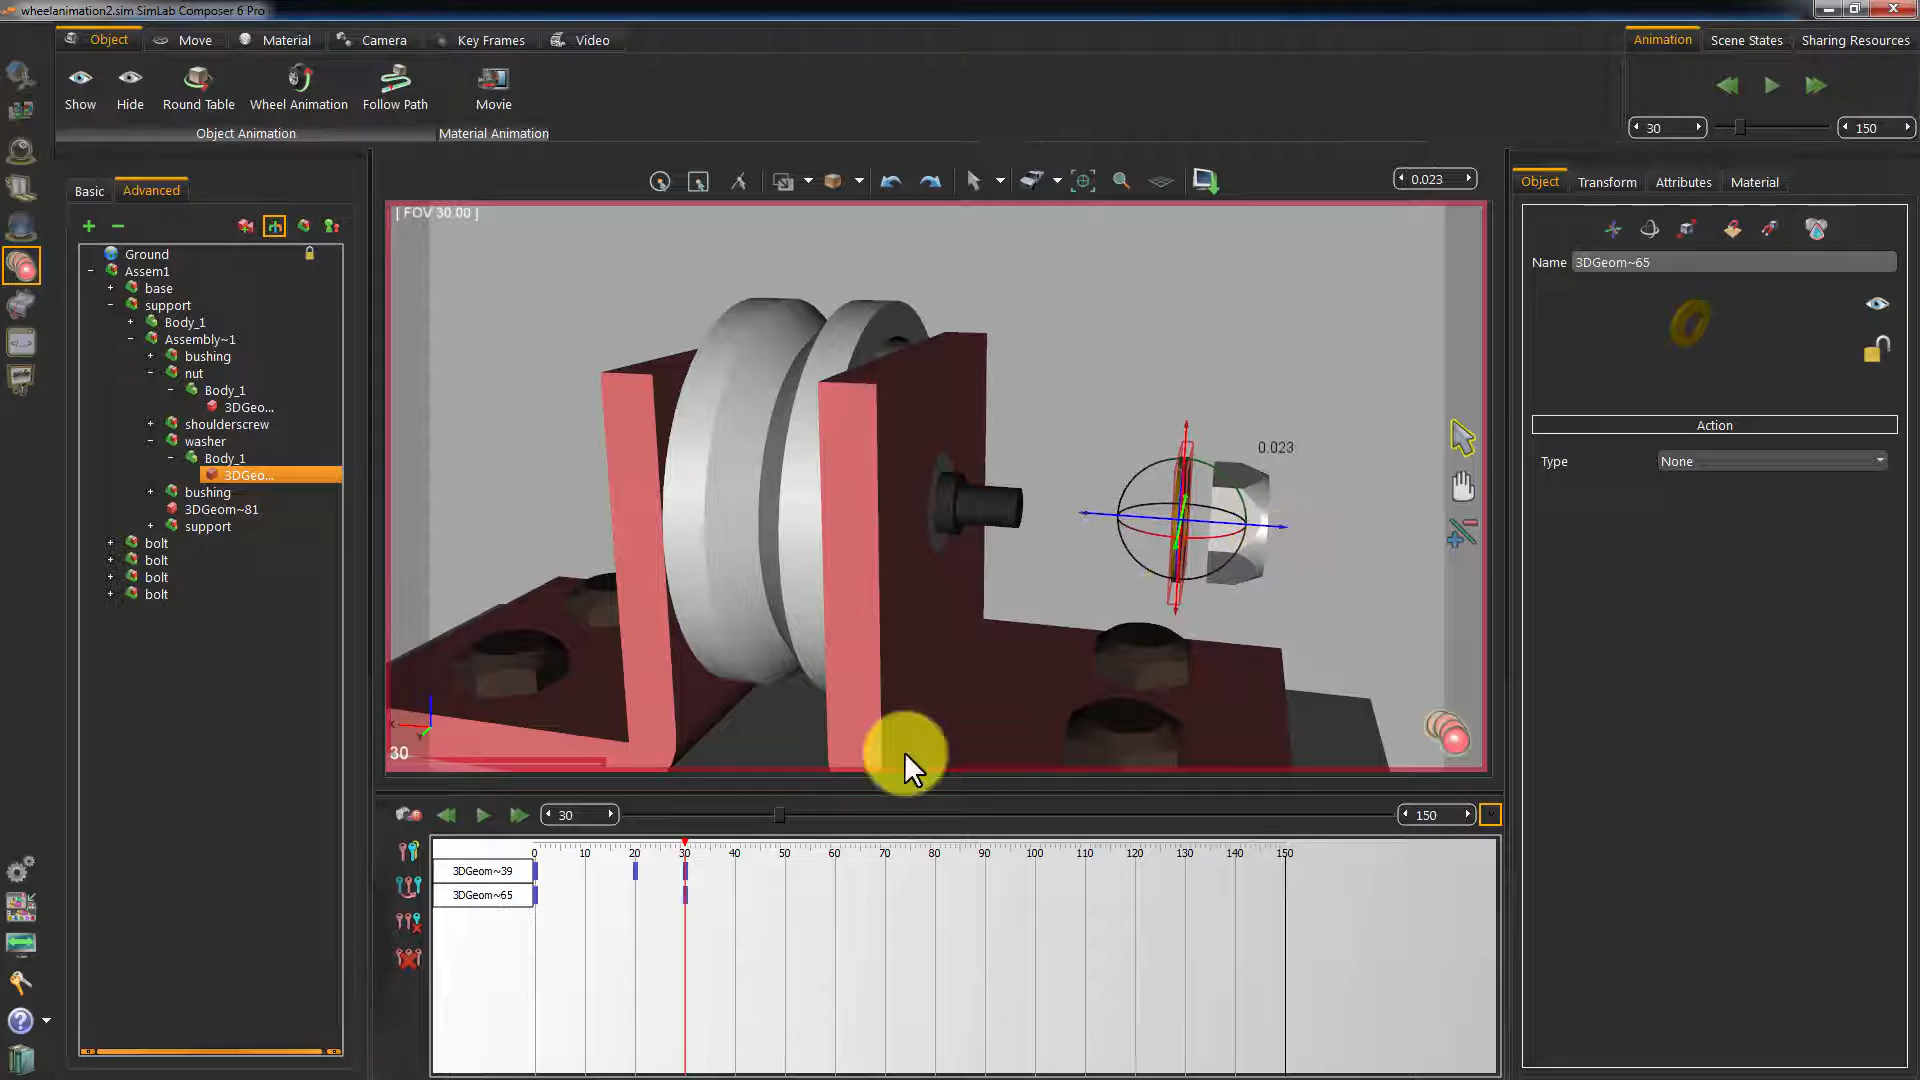 wheelanimation2.sim SimLab Composer 6 Pro
Object Move Material Camera Key Frames Video
Animation Scene States Sharing Resources
Show Hide Round Table Wheel Animation Follow Path Movie
Object Animation Material Animation
30 150
Basic Advanced
0.023
Object Transform Attributes Material
[ FOV 30.00 ]
Ground
Assem1
base
support
Body_1
Assembly~1
bushing
nut
Body_1
3DGeo...
shoulderscrew
washer
Body_1
3DGeo...
bushing
3DGeom~81
support
bolt
bolt
bolt
bolt
Name 3DGeom~65
Action
Type None
0.023
X
30
30 150
0 10 20 30 40 50 60 70 80 90 100 110 120 130 140 150
3DGeom~39
3DGeom~65